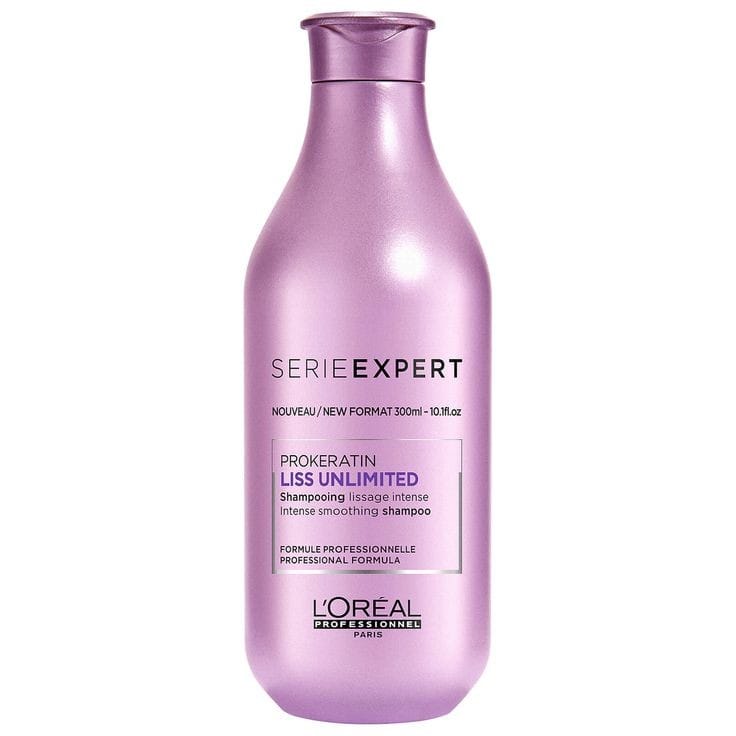 SERIEEXPERT
NOUVEAU / NEW FORMAT 300ml - 10.1fl.oz
PROKERATIN
LISS UNLIMITED
Shampooing lissage intense
Intense smoothing shampoo
FORMULE PROFESSIONNELLE
PROFESSIONAL FORMULA
L'ORÉAL
PROFESSIONNEL
PARIS